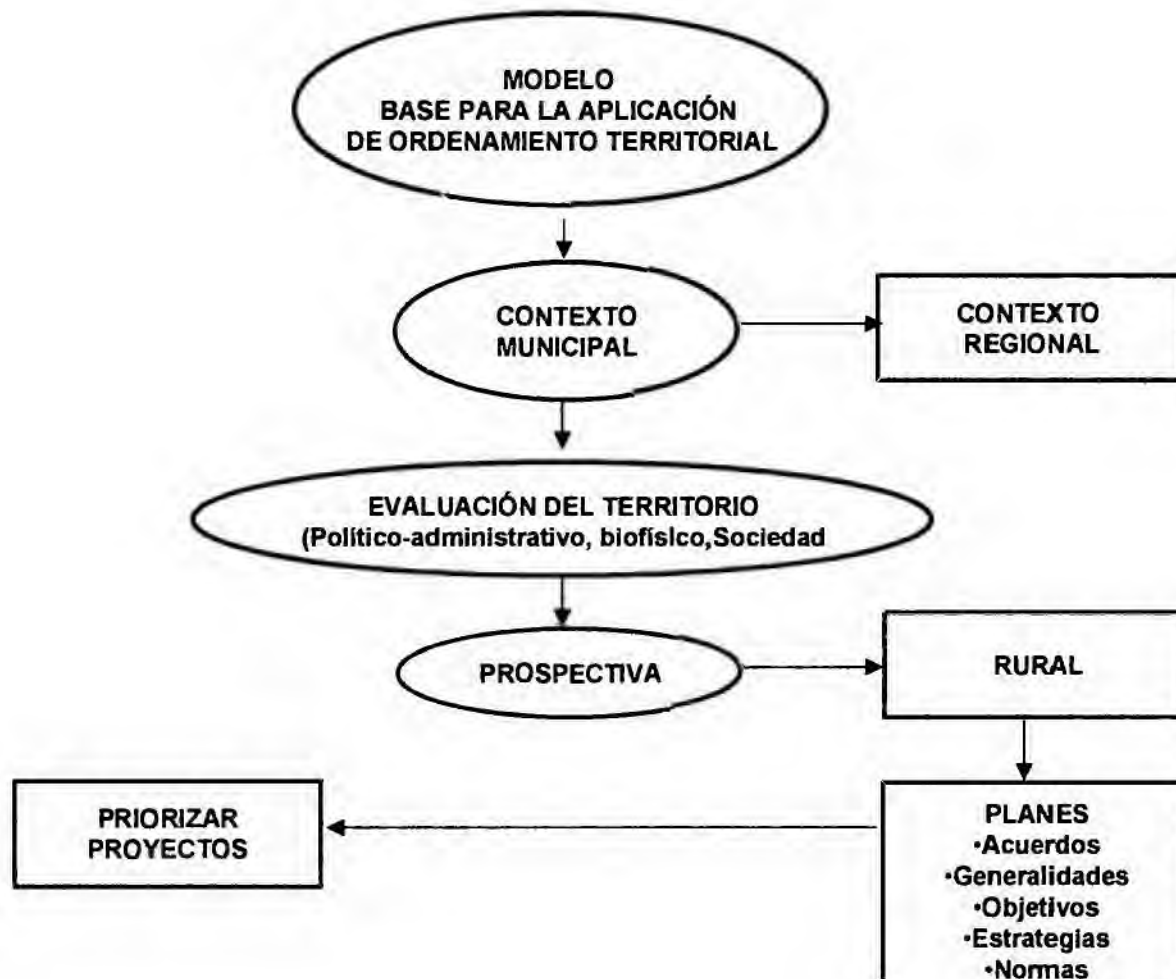 MODELO
BASE PARA LA APLICACIÓN
DE ORDENAMIENTO TERRITORIAL
CONTEXTO
MUNICIPAL
CONTEXTO
REGIONAL
EVALUACIÓN DEL TERRITORIO
(Político-administrativo, biofísico,Sociedad
PROSPECTIVA
RURAL
PRIORIZAR
PROYECTOS
PLANES
•Acuerdos
•Generalidades
•Objetivos
•Estrategias
•Normas